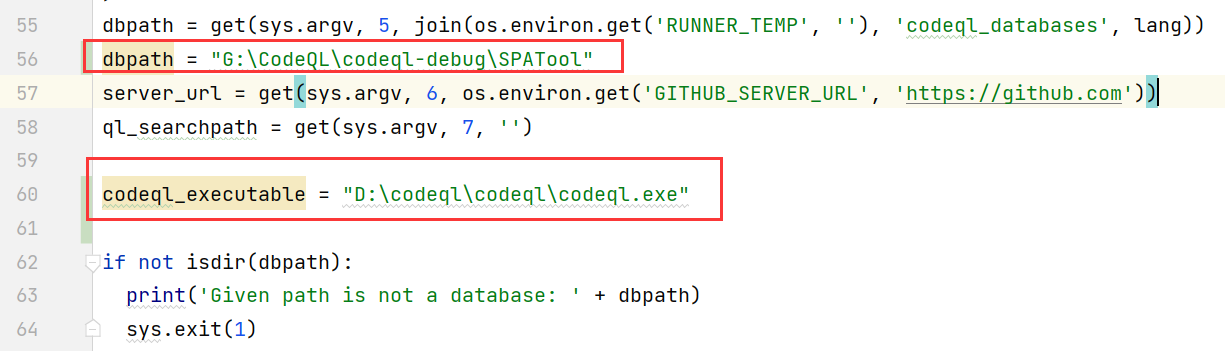 55 dbpath = get(sys.argv, 5, join(os.environ.get('RUNNER_TEMP', ''), 'codeql_databases', lang))
56 dbpath = "G:\CodeQL\codeql-debug\SPATool"
57 server_url = get(sys.argv, 6, os.environ.get('GITHUB_SERVER_URL', 'https://github.com'))
58 ql_searchpath = get(sys.argv, 7, '')
59
60 codeql_executable = "D:\codeql\codeql\codeql.exe"
61
62 if not isdir(dbpath):
63 print('Given path is not a database: ' + dbpath)
64 sys.exit(1)